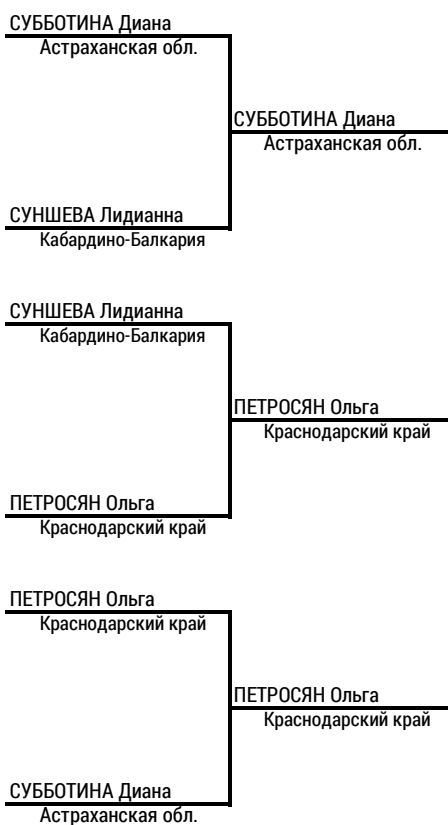 СУББОТИНА Диана
Астраханская обл.
СУББОТИНА Диана
Астраханская обл.
СУНШЕВА Лидианна
Кабардино-Балкария
СУНШЕВА Лидианна
Кабардино-Балкария
ПЕТРОСЯН Ольга
Краснодарский край
ПЕТРОСЯН Ольга
Краснодарский край
ПЕТРОСЯН Ольга
Краснодарский край
ПЕТРОСЯН Ольга
Краснодарский край
СУББОТИНА Диана
Астраханская обл.